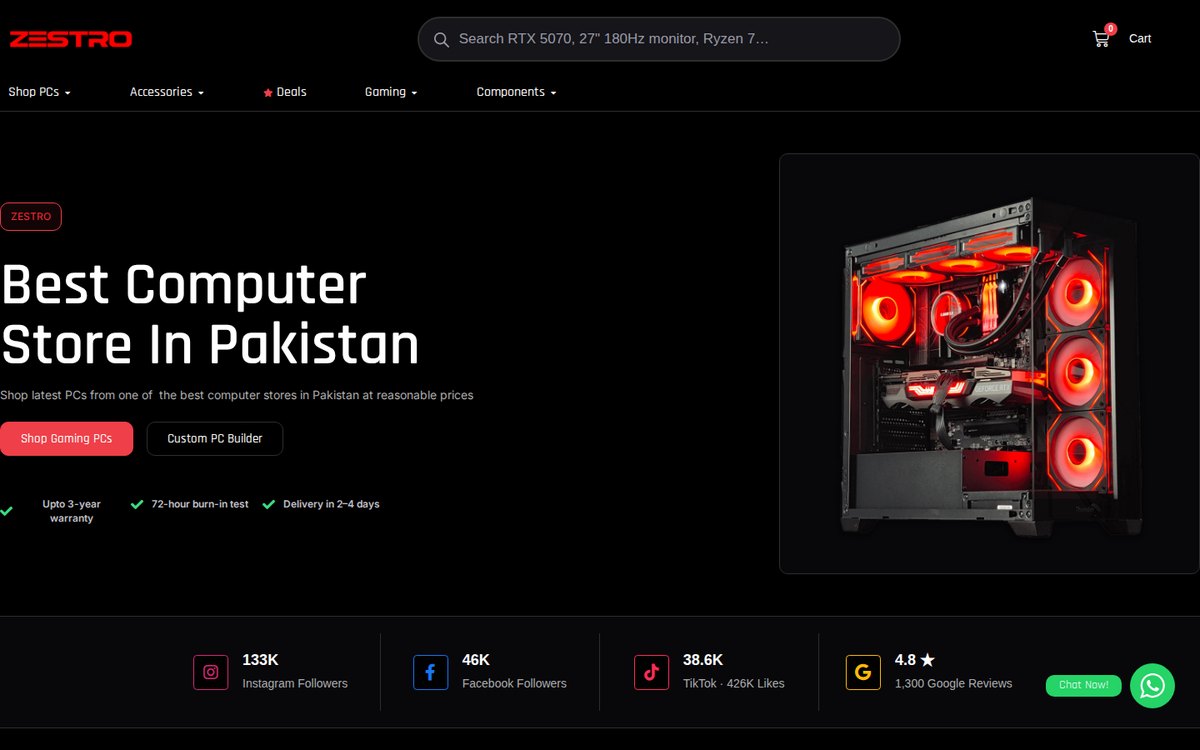 ZESTRO
Search RTX 5070, 27" 180Hz monitor, Ryzen 7…
0
Cart
Shop PCs
Accessories
Deals
Gaming
Components
ZESTRO
Best Computer
Store In Pakistan
Shop latest PCs from one of  the best computer stores in Pakistan at reasonable prices
Shop Gaming PCs
Custom PC Builder
Upto 3-year
warranty
72-hour burn-in test
Delivery in 2–4 days
GEFORCE RTX
133K
Instagram Followers
46K
Facebook Followers
38.6K
TikTok · 426K Likes
4.8 ★
1,300 Google Reviews
Chat Now!